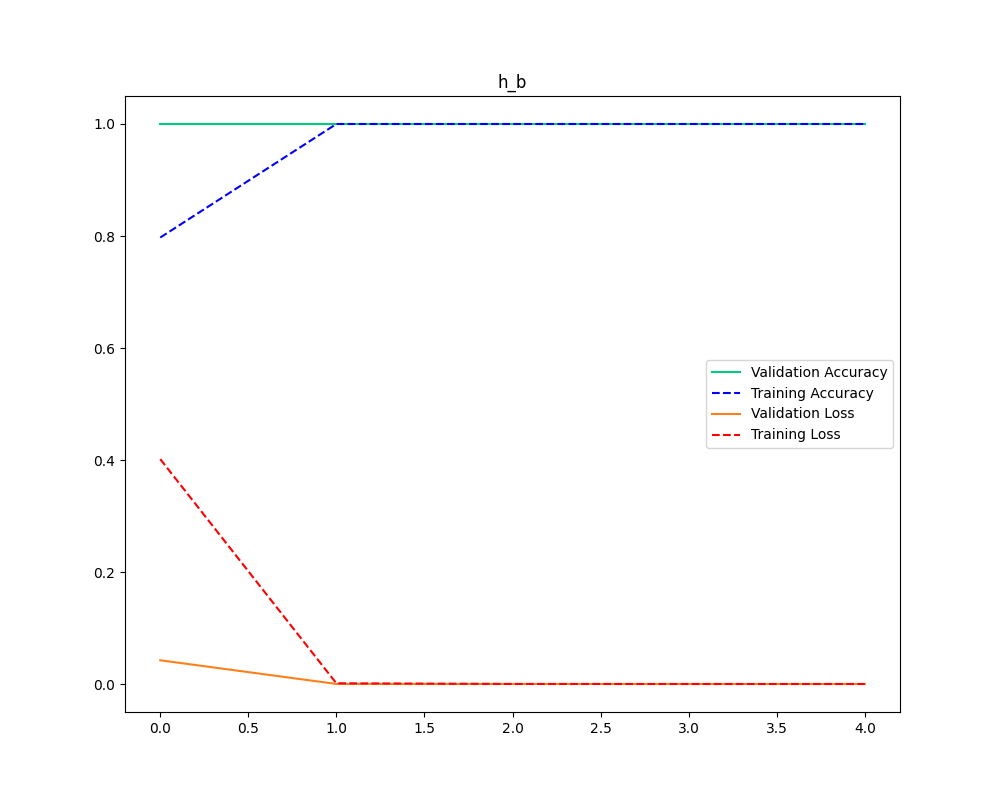 h_b
1.0
0.8
0.6
0.4
0.2
0.0
Validation Accuracy
Training Accuracy
Validation Loss
Training Loss
0.0 0.5 1.0 1.5 2.0 2.5 3.0 3.5 4.0